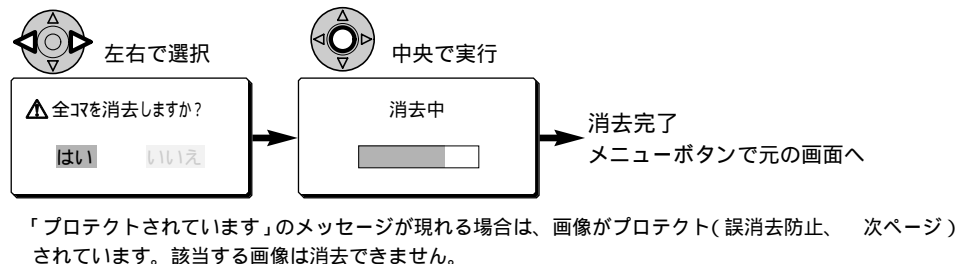 左右で選択
中央で実行
全コマを消去しますか？
はい いいえ
消去中
消去完了
メニューボタンで元の画面へ
「プロテクトされています」のメッセージが現れる場合は、画像がプロテクト(誤消去防止、 次ページ)
されています。該当する画像は消去できません。